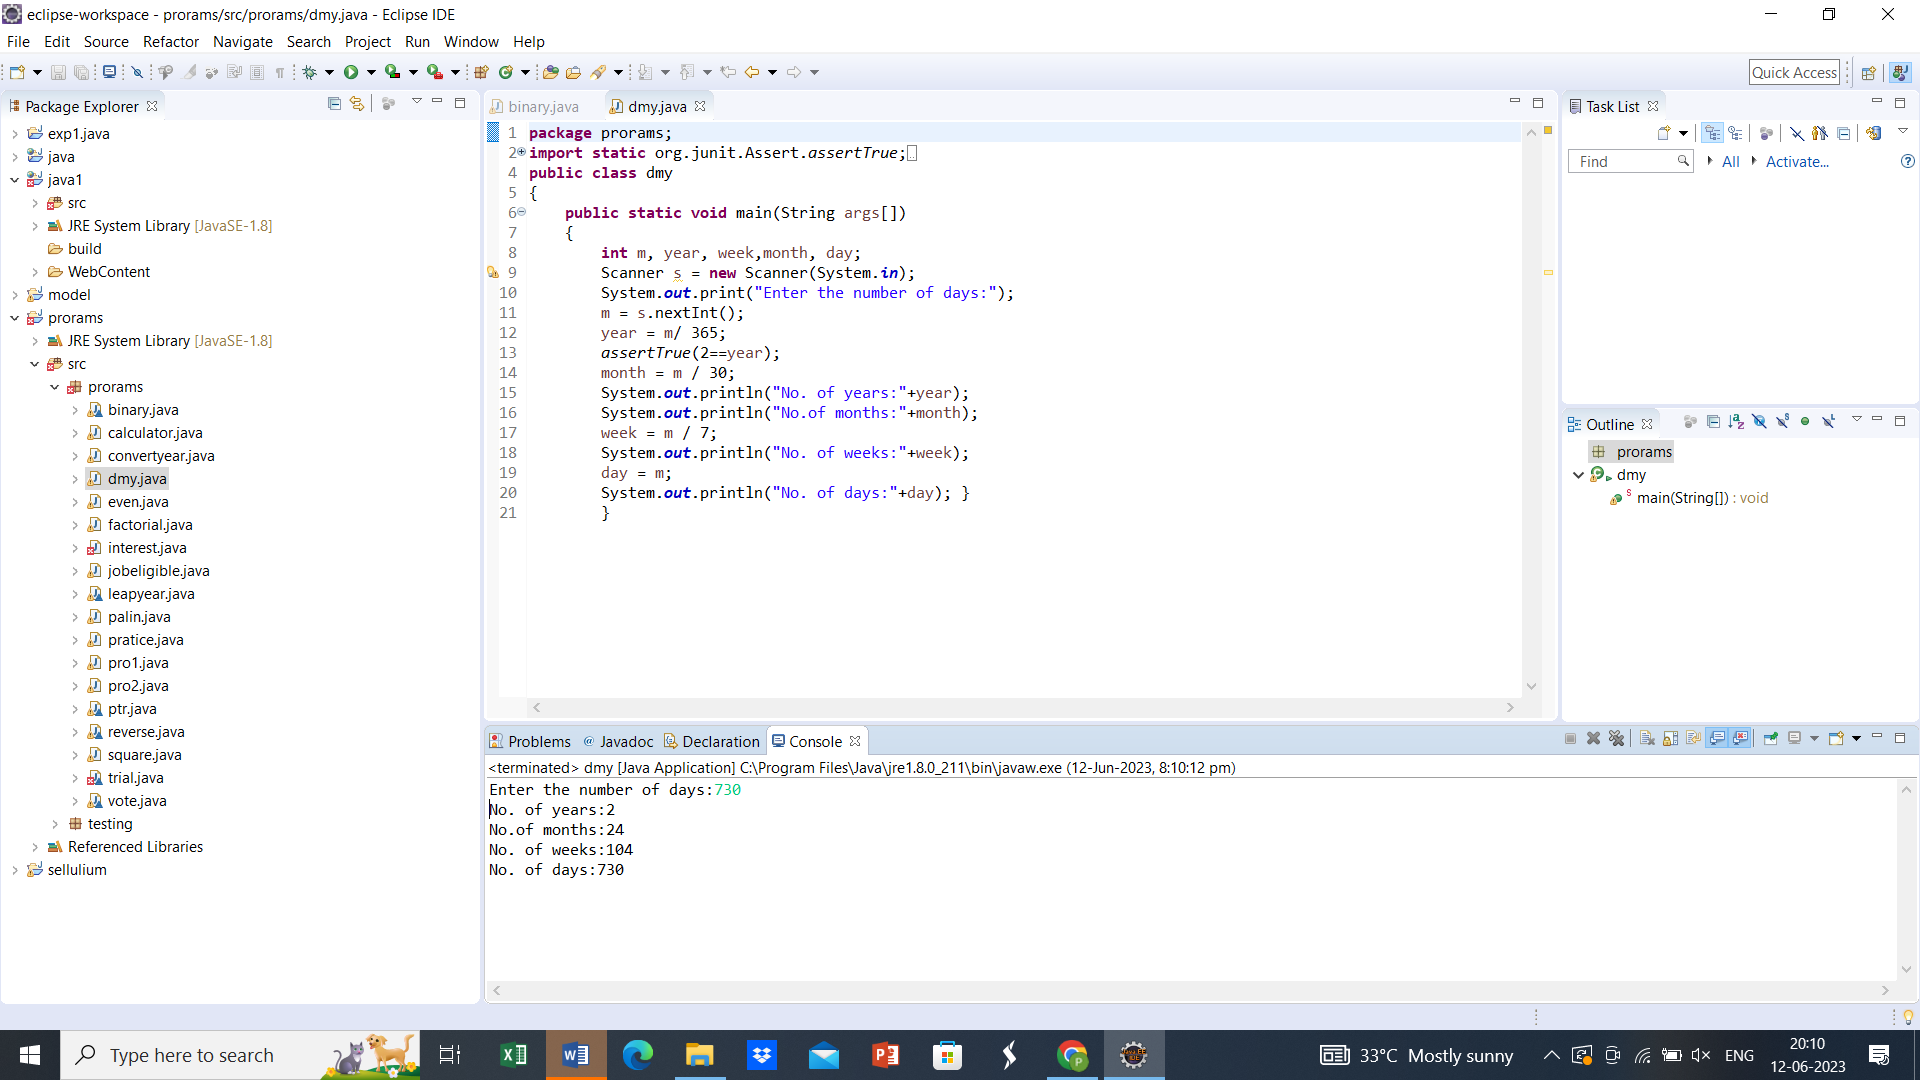 eclipse-workspace - prorams/src/prorams/dmy.java - Eclipse IDE
File Edit Source Refactor Navigate Search Project Run Window Help
Quick Access
Package Explorer
exp1.java
java
java1
src
JRE System Library [JavaSE-1.8]
build
WebContent
model
prorams
JRE System Library [JavaSE-1.8]
src
prorams
binary.java
calculator.java
convertyear.java
dmy.java
even.java
factorial.java
interest.java
jobeligible.java
leapyear.java
palin.java
pratice.java
pro1.java
pro2.java
ptr.java
reverse.java
square.java
trial.java
vote.java
testing
Referenced Libraries
sellulium
binary.java dmy.java
1 package prorams;
2 import static org.junit.Assert.assertTrue;
4 public class dmy
5 {
6 public static void main(String args[])
7 {
8 int m, year, week,month, day;
9 Scanner s = new Scanner(System.in);
10 System.out.print("Enter the number of days:");
11 m = s.nextInt();
12 year = m/ 365;
13 assertTrue(2==year);
14 month = m / 30;
15 System.out.println("No. of years:"+year);
16 System.out.println("No.of months:"+month);
17 week = m / 7;
18 System.out.println("No. of weeks:"+week);
19 day = m;
20 System.out.println("No. of days:"+day); }
21 }
Task List
Find All Activate...
Outline
prorams
dmy
main(String[]) : void
Problems @ Javadoc Declaration Console
<terminated> dmy [Java Application] C:\Program Files\Java\jre1.8.0_211\bin\javaw.exe (12-Jun-2023, 8:10:12 pm)
Enter the number of days:730
No. of years:2
No.of months:24
No. of weeks:104
No. of days:730
Type here to search
33°C Mostly sunny
ENG
20:10
12-06-2023